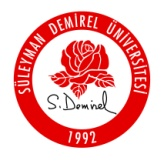 SÜLEYMAN DEMİREL ÜNİVERSİTESİ
S. Demirel
1992